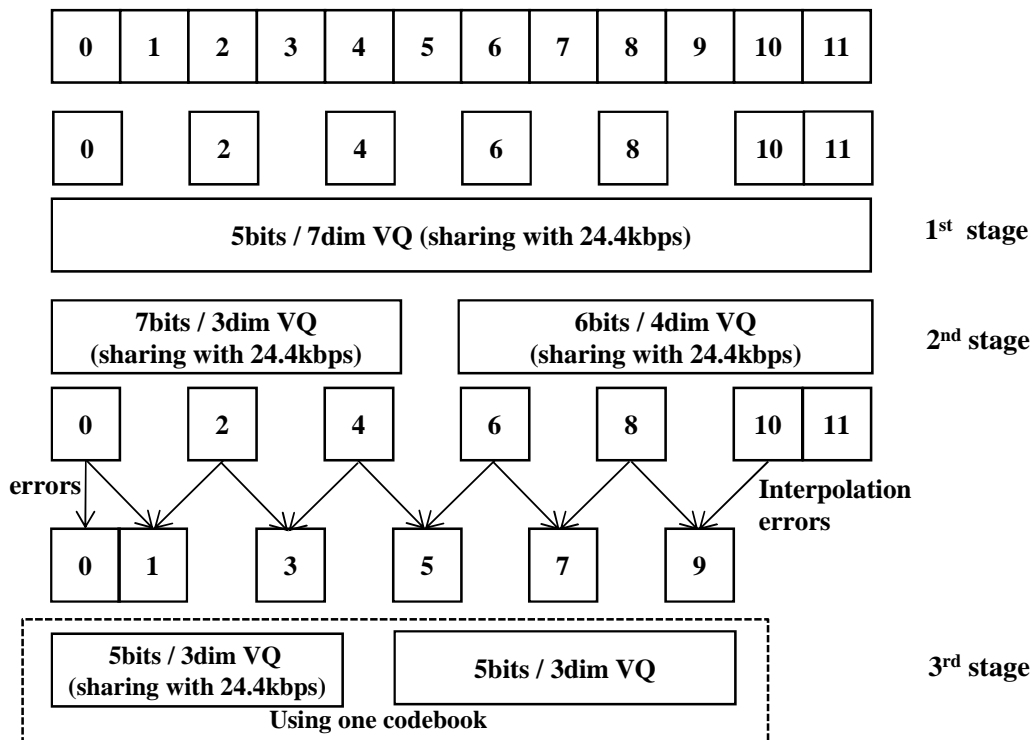 0 1 2 3 4 5 6 7 8 9 10 11
0 2 4 6 8 10 11
5bits / 7dim VQ (sharing with 24.4kbps)
1st stage
7bits / 3dim VQ
(sharing with 24.4kbps)
6bits / 4dim VQ
(sharing with 24.4kbps)
2nd stage
0 2 4 6 8 10 11
errors
Interpolation
errors
0 1 3 5 7 9
5bits / 3dim VQ
(sharing with 24.4kbps)
5bits / 3dim VQ
3rd stage
Using one codebook